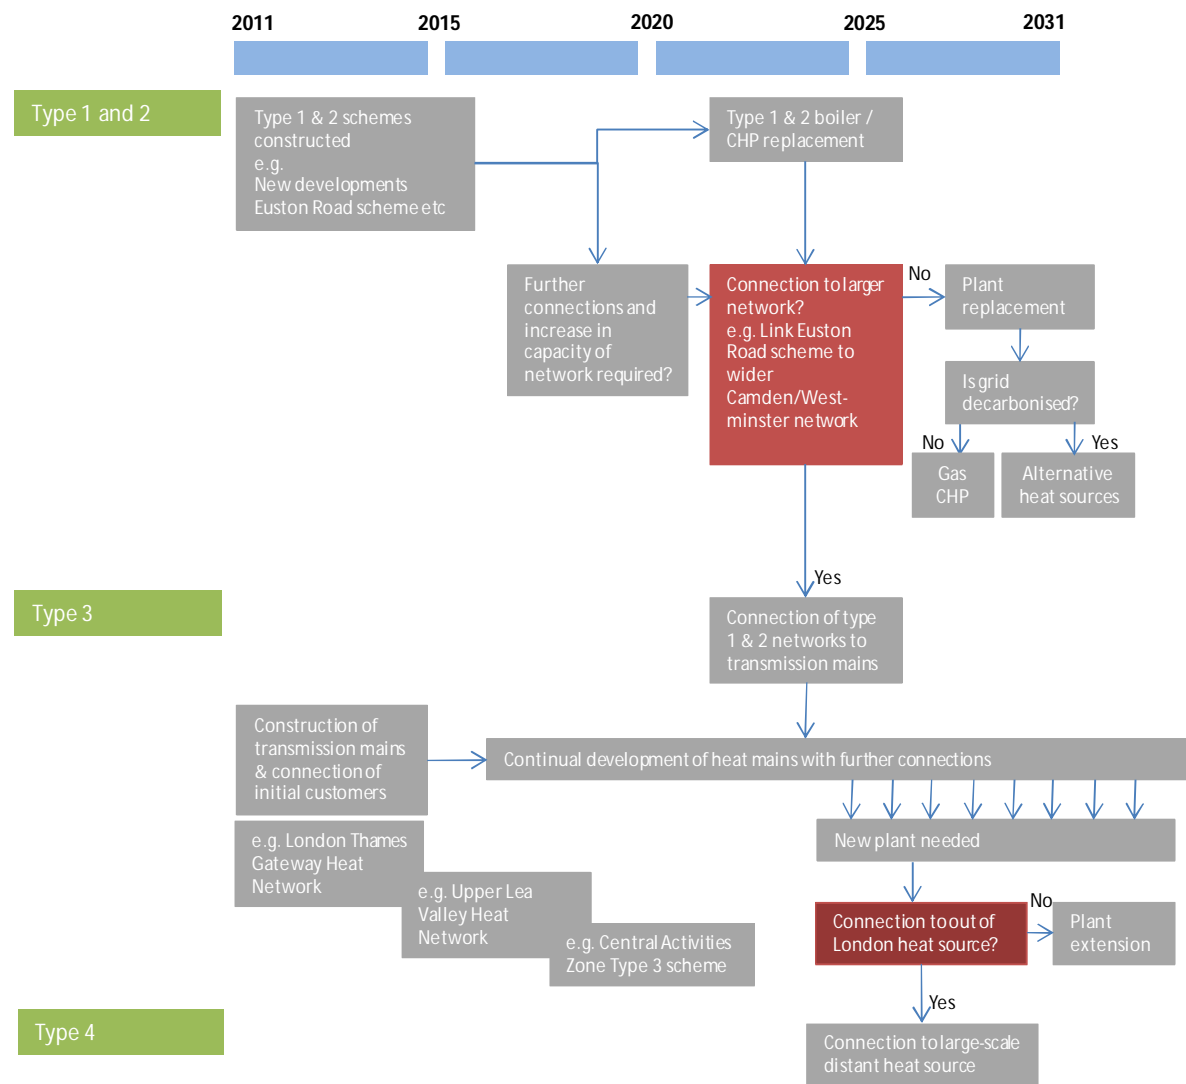 2011 2015 2020 2025 2031
Type 1 and 2
Type 1 & 2 schemes
constructed
e.g.
New developments
Euston Road scheme etc
Type 1 & 2 boiler /
CHP replacement
Further
connections and
increase in
capacity of
network required?
Connection to larger
network?
e.g. Link Euston
Road scheme to
wider
Camden/West-
minster network
No
Plant
replacement
Is grid
decarbonised?
No
Yes
Gas
CHP
Alternative
heat sources
Yes
Type 3
Connection of type
1 & 2 networks to
transmission mains
Construction of
transmission mains
& connection of
initial customers
Continual development of heat mains with further connections
e.g. London Thames
Gateway Heat
Network
e.g. Upper Lea
Valley Heat
Network
e.g. Central Activities
Zone Type 3 scheme
New plant needed
Connection to out of
London heat source?
No
Plant
extension
Yes
Type 4
Connection to large-scale
distant heat source